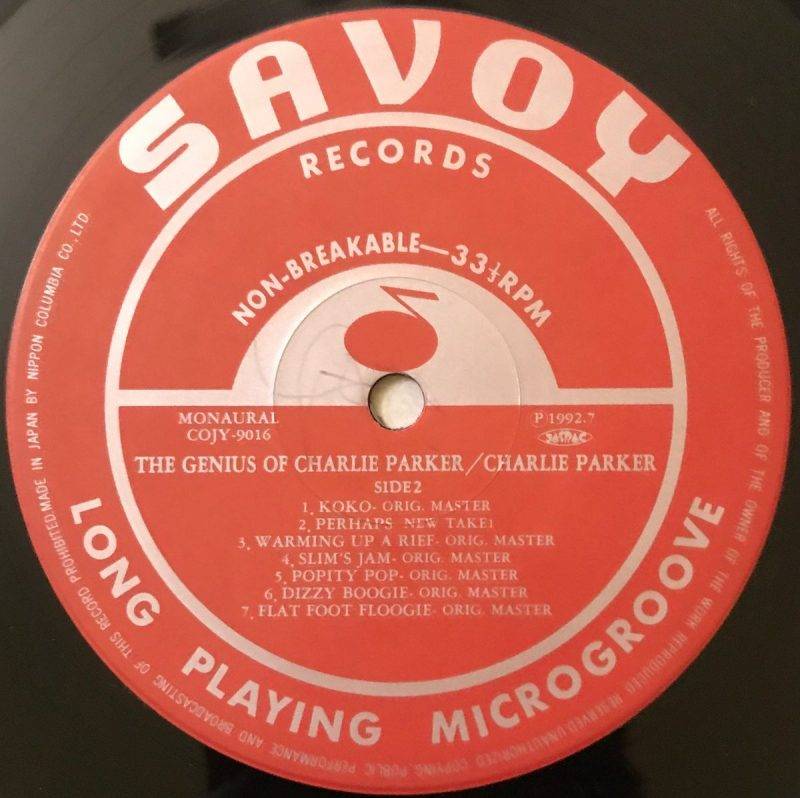 SAVOY
RECORDS
NON-BREAKABLE—33⅓RPM
MONAURAL
COJY-9016
Ⓟ1992.7
JASRAC
THE GENIUS OF CHARLIE PARKER/CHARLIE PARKER
SIDE2
1. KOKO- ORIG. MASTER
2. PERHAPS- NEW TAKE1
3. WARMING UP A RIEF- ORIG. MASTER
4. SLIM'S JAM- ORIG. MASTER
5. POPITY POP- ORIG. MASTER
6. DIZZY BOOGIE- ORIG. MASTER
7. FLAT FOOT FLOOGIE- ORIG. MASTER
LONG PLAYING MICROGROOVE
ALL RIGHTS OF THE PRODUCER AND OF THE OWNER OF THE WORK REPRODUCED RESERVED.UNAUTHORIZED COPYING, PUBLIC PERFORMANCE AND BROADCASTING OF THIS RECORD PROHIBITED.MADE IN JAPAN BY NIPPON COLUMBIA CO., LTD